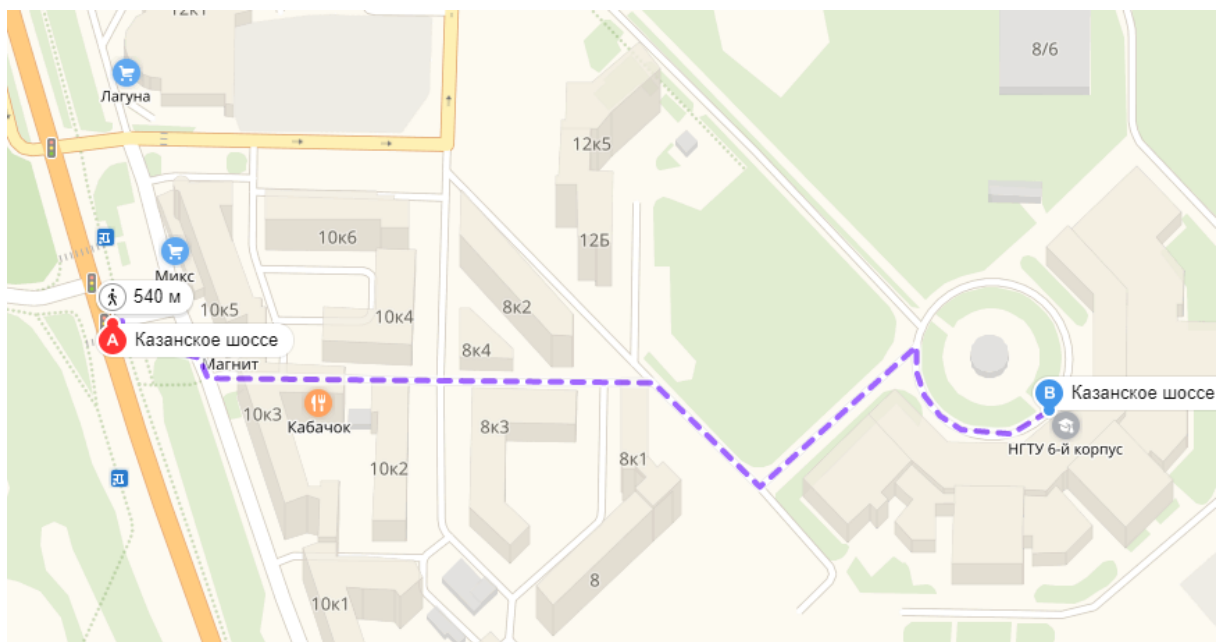 12к1
8/6
Лагуна
12к5
10к6
12Б
Микс
540 м
10к5
10к4
8к2
А Казанское шоссе
8к4
Магнит
В Казанское шоссе
10к3
Кабачок
8к3
НГТУ 6-й корпус
10к2
8к1
8
10к1